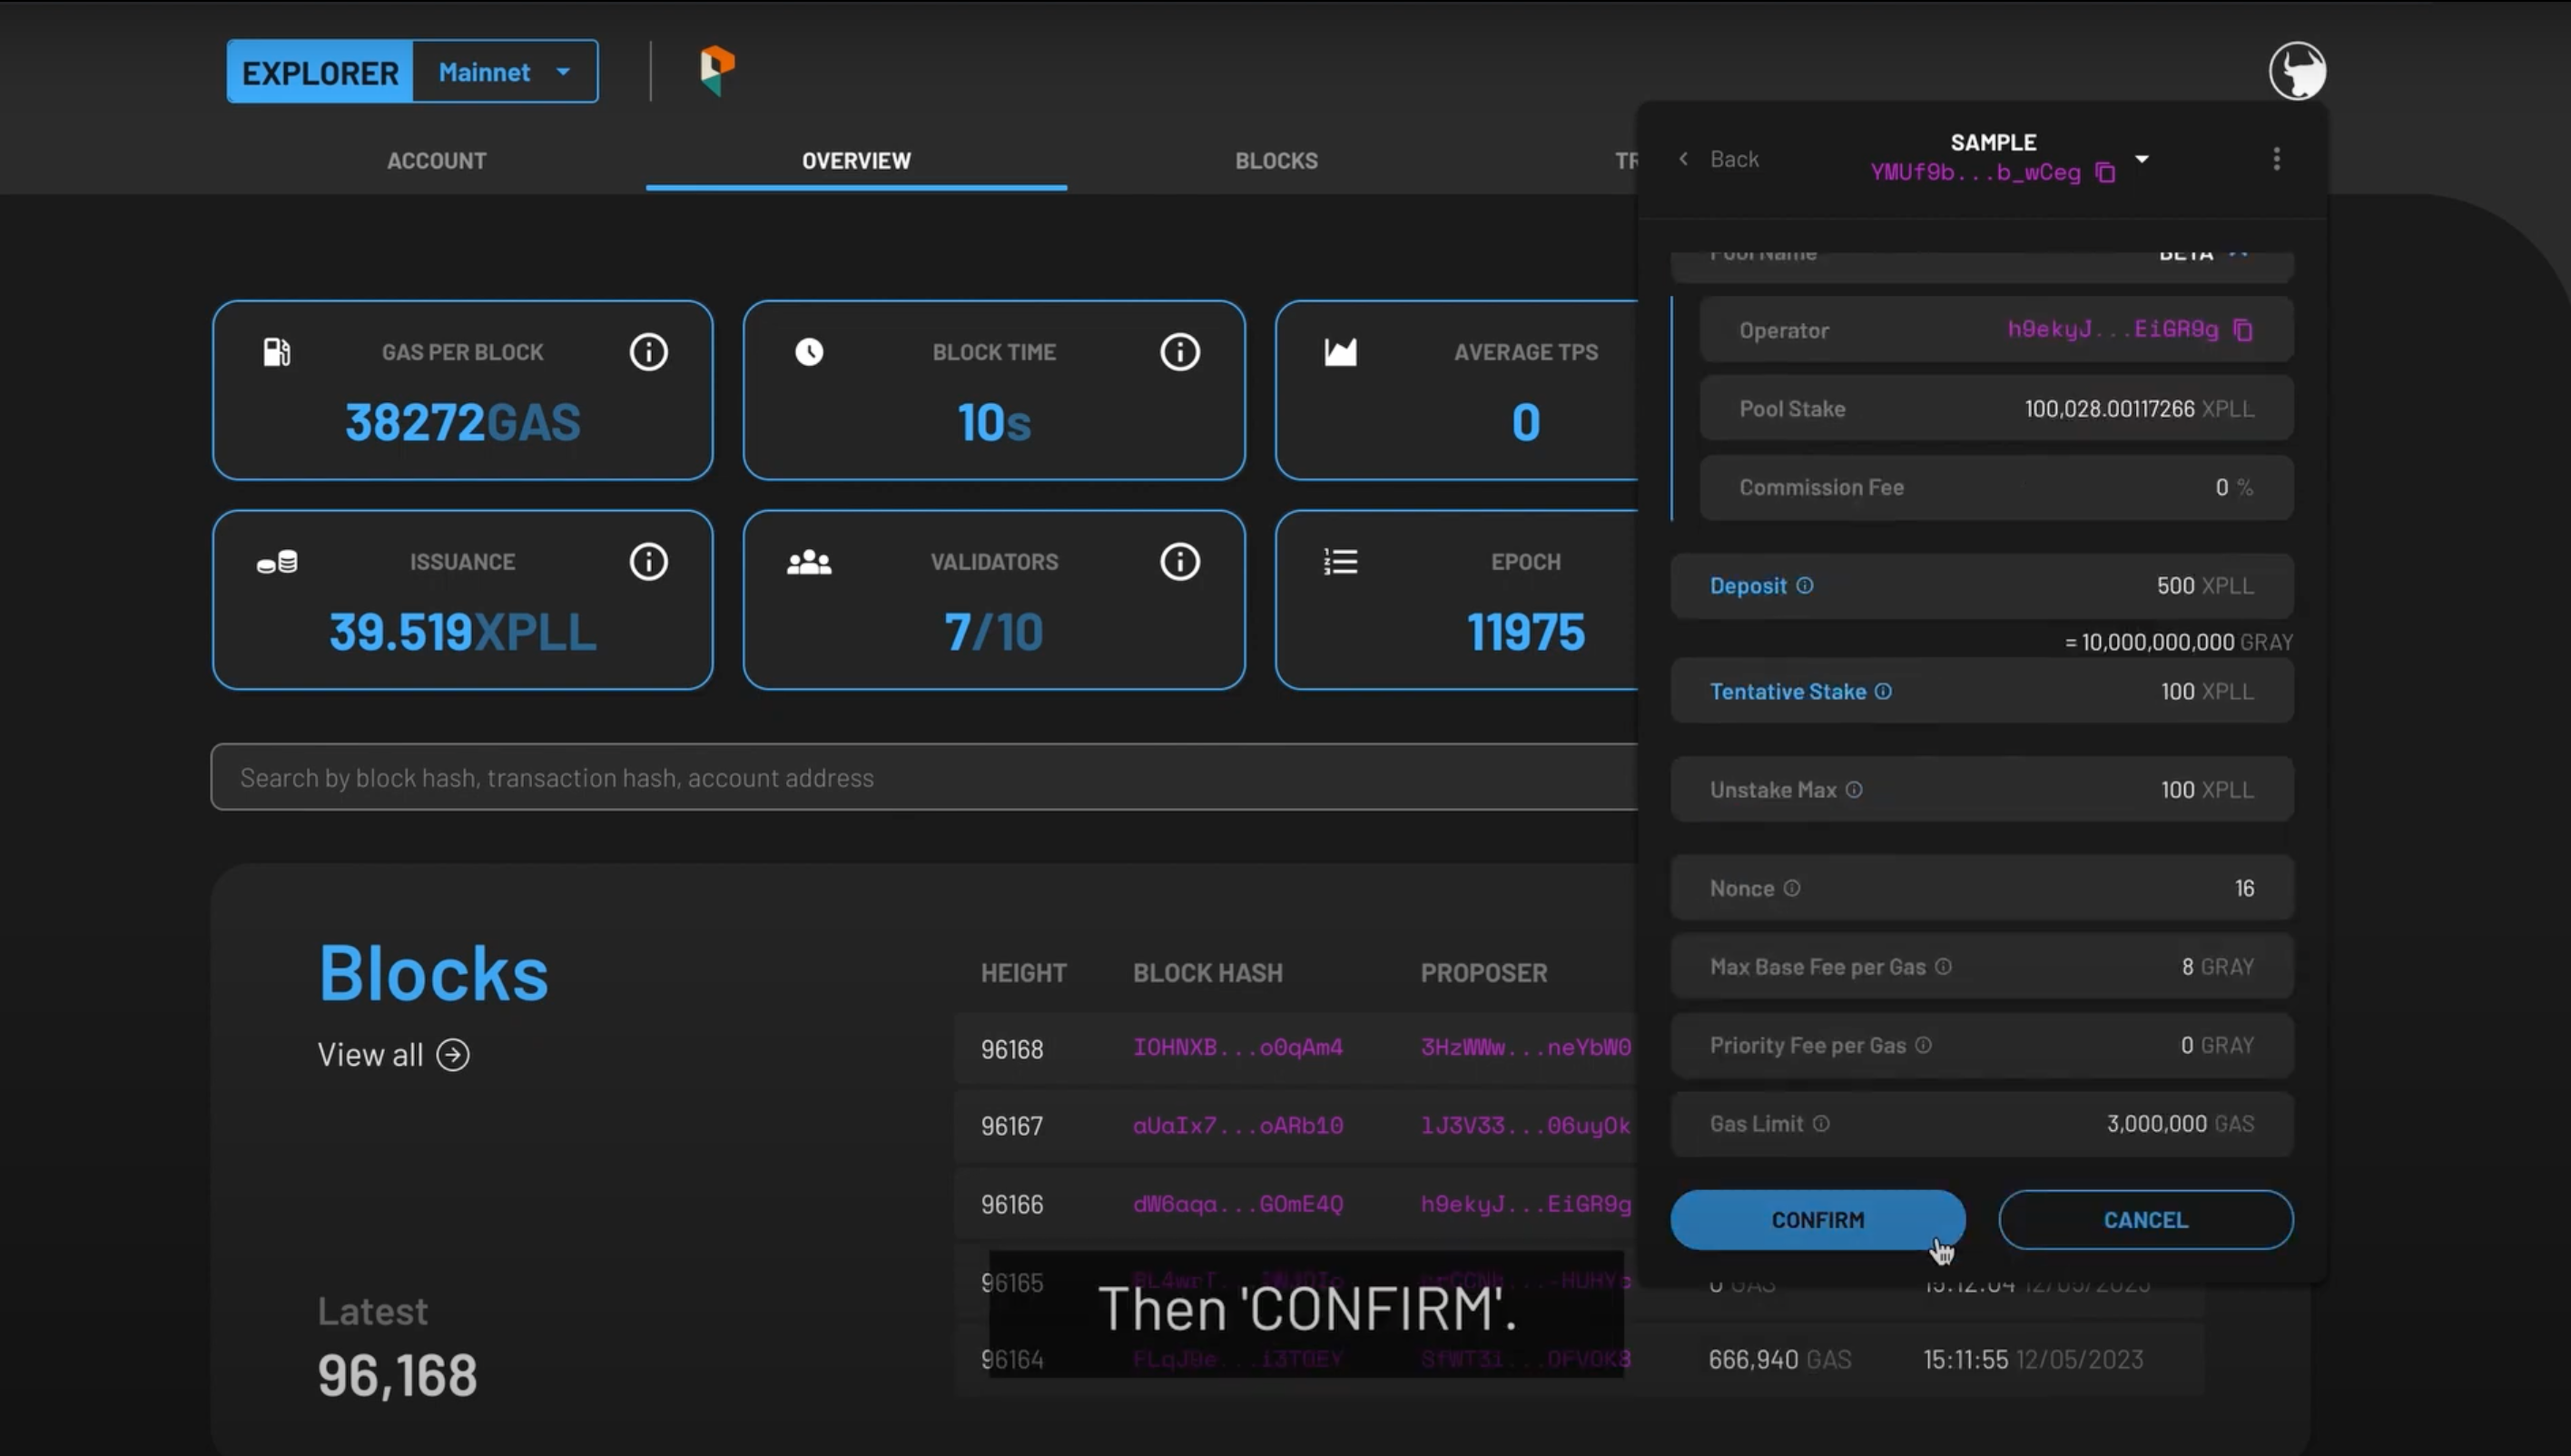 EXPLORER Mainnet
ACCOUNT OVERVIEW BLOCKS TR
GAS PER BLOCK
38272GAS
BLOCK TIME
10s
AVERAGE TPS
0
ISSUANCE
39.519XPLL
VALIDATORS
7/10
EPOCH
11975
Search by block hash, transaction hash, account address
Blocks
View all
Latest
96,168
HEIGHT BLOCK HASH PROPOSER
96168 IOHNXB...o0qAm4 3HzWWw...neYbW0
96167 aUaIx7...oARb10 lJ3V33...06uyOk
96166 dW6aqa...GOmE4Q h9ekyJ...EiGR9g
96165 0 GAS 15:12:04 12/05/2023
96164 666,940 GAS 15:11:55 12/05/2023
Back
SAMPLE
YMUf9b...b_wCeg
Pool Name BETA
Operator h9ekyJ...EiGR9g
Pool Stake 100,028.00117266 XPLL
Commission Fee 0 %
Deposit 500 XPLL
= 10,000,000,000 GRAY
Tentative Stake 100 XPLL
Unstake Max 100 XPLL
Nonce 16
Max Base Fee per Gas 8 GRAY
Priority Fee per Gas 0 GRAY
Gas Limit 3,000,000 GAS
CONFIRM CANCEL
Then 'CONFIRM'.